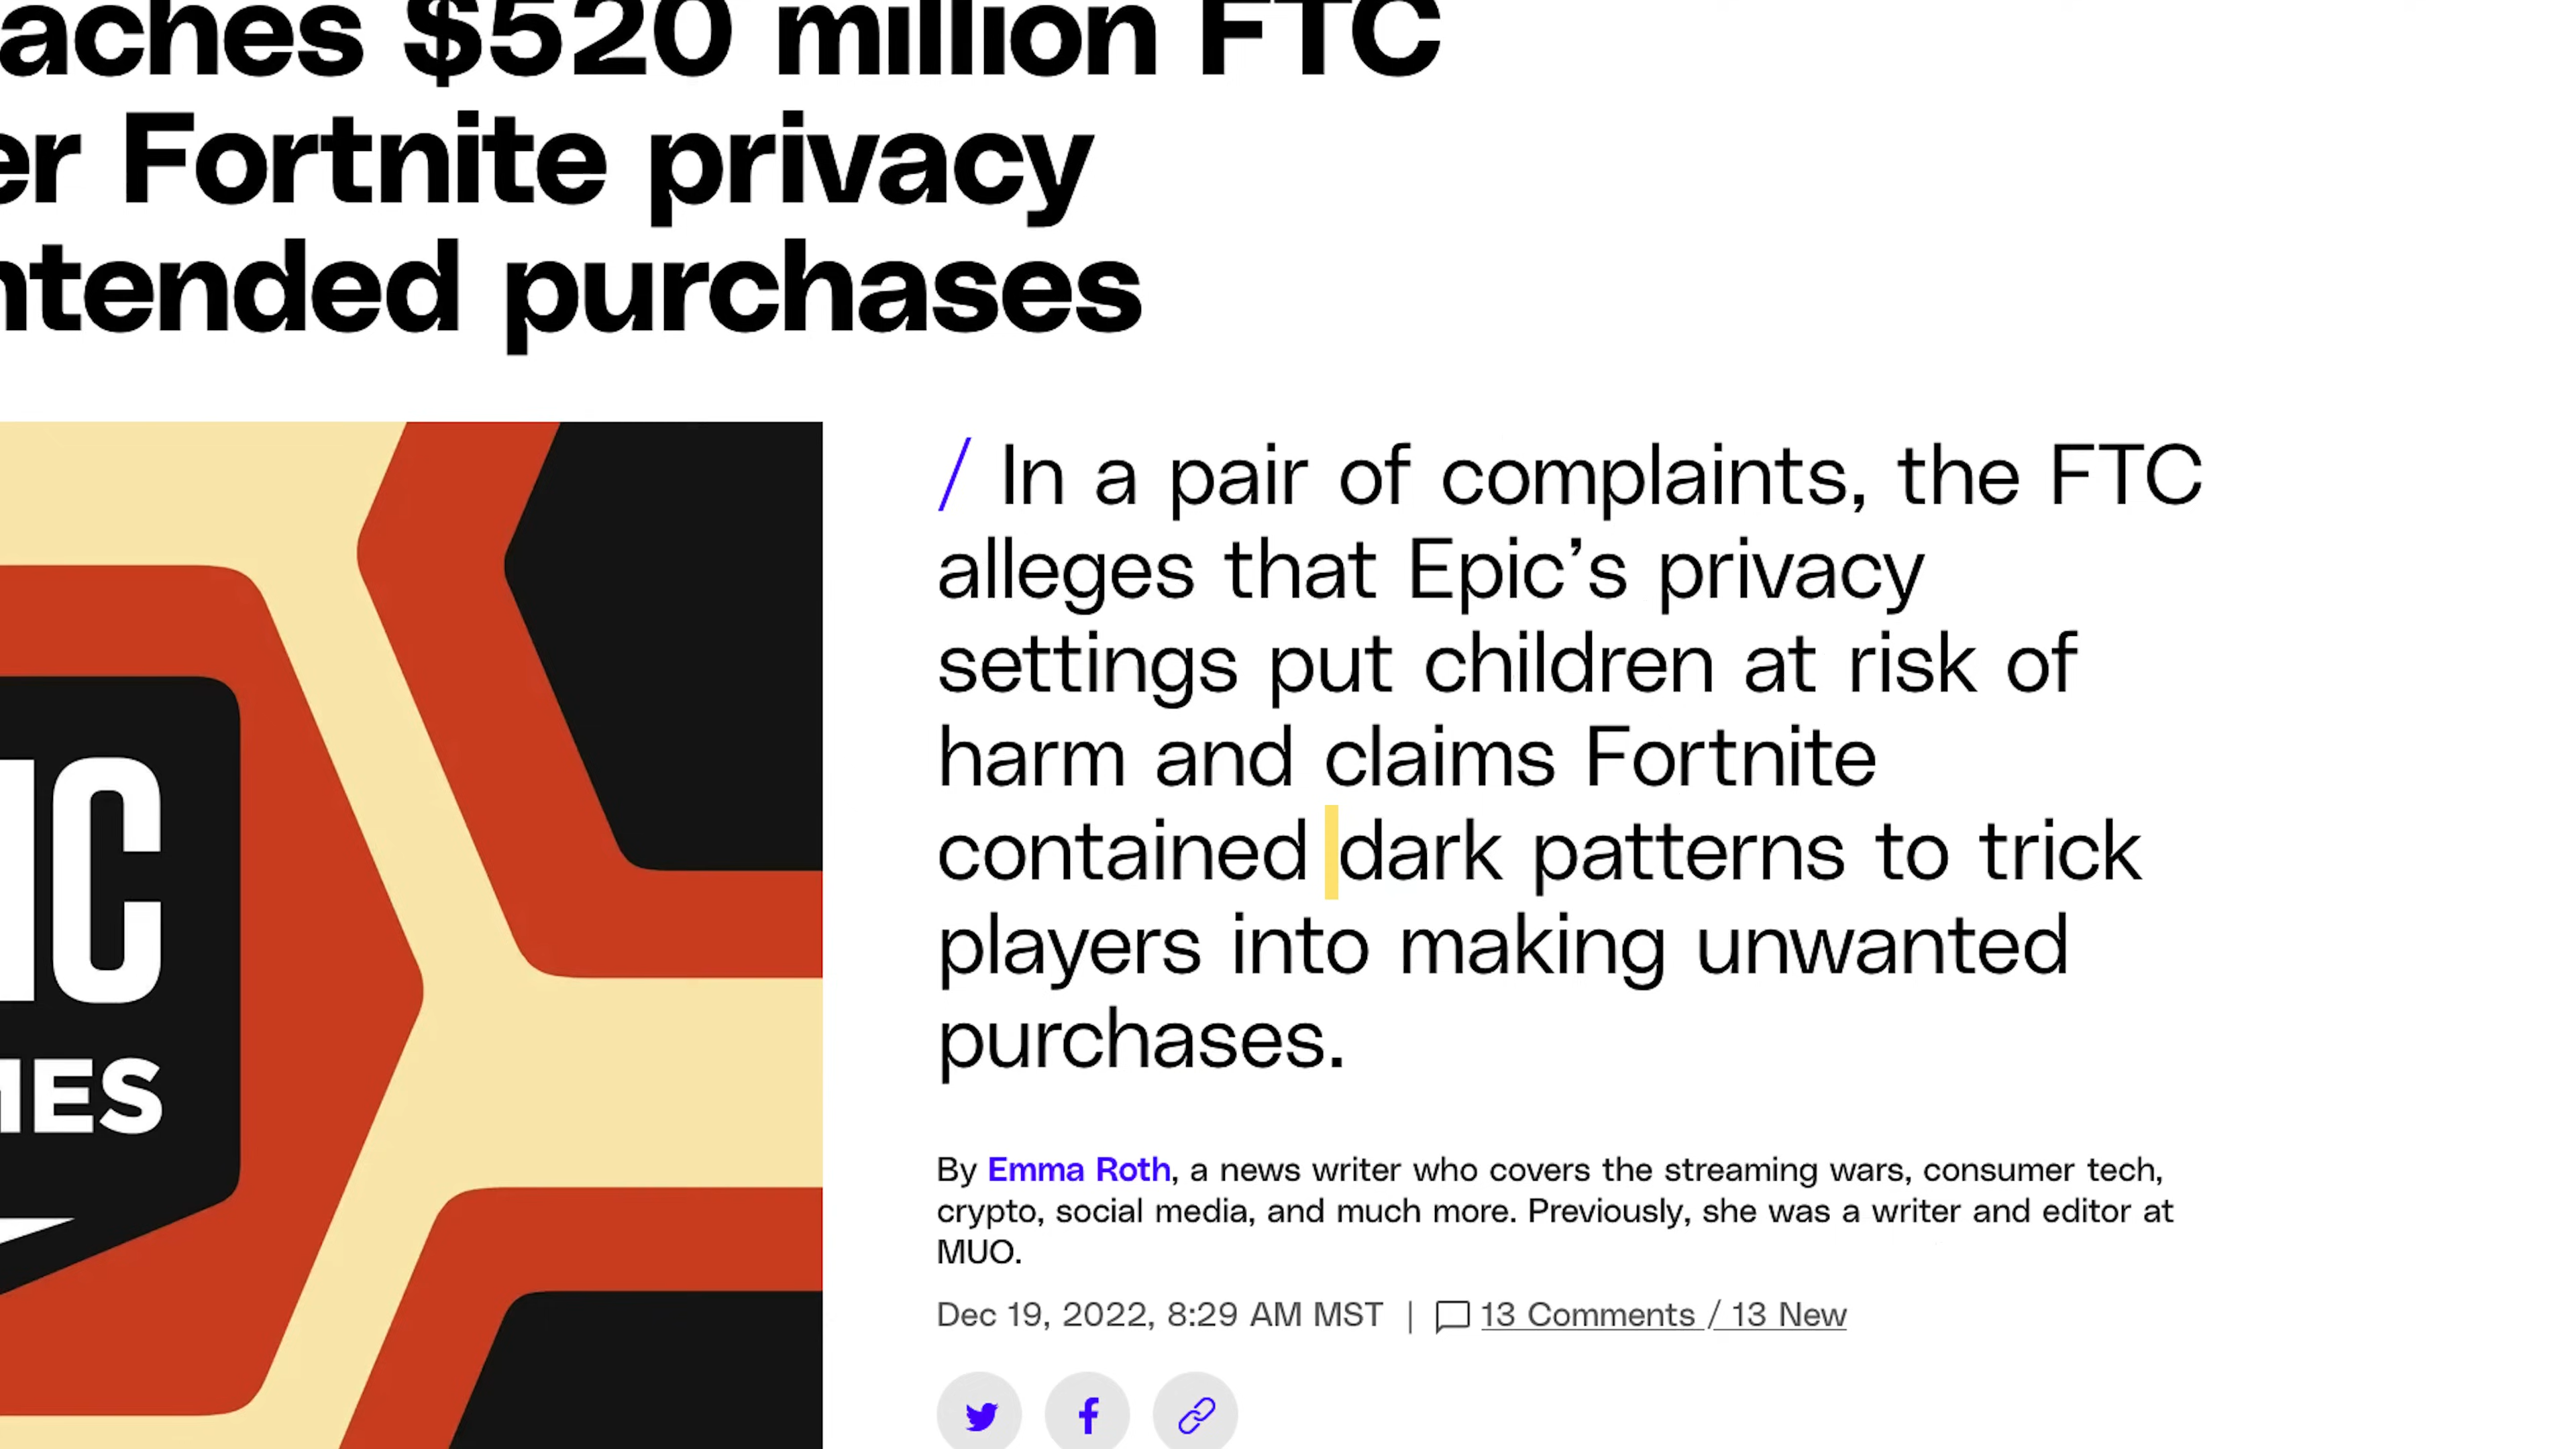 aches $520 million FTC
er Fortnite privacy
ntended purchases
/ In a pair of complaints, the FTC
alleges that Epic’s privacy
settings put children at risk of
harm and claims Fortnite
contained dark patterns to trick
players into making unwanted
purchases.
IC
MES
By Emma Roth, a news writer who covers the streaming wars, consumer tech,
crypto, social media, and much more. Previously, she was a writer and editor at
MUO.
Dec 19, 2022, 8:29 AM MST | 13 Comments / 13 New